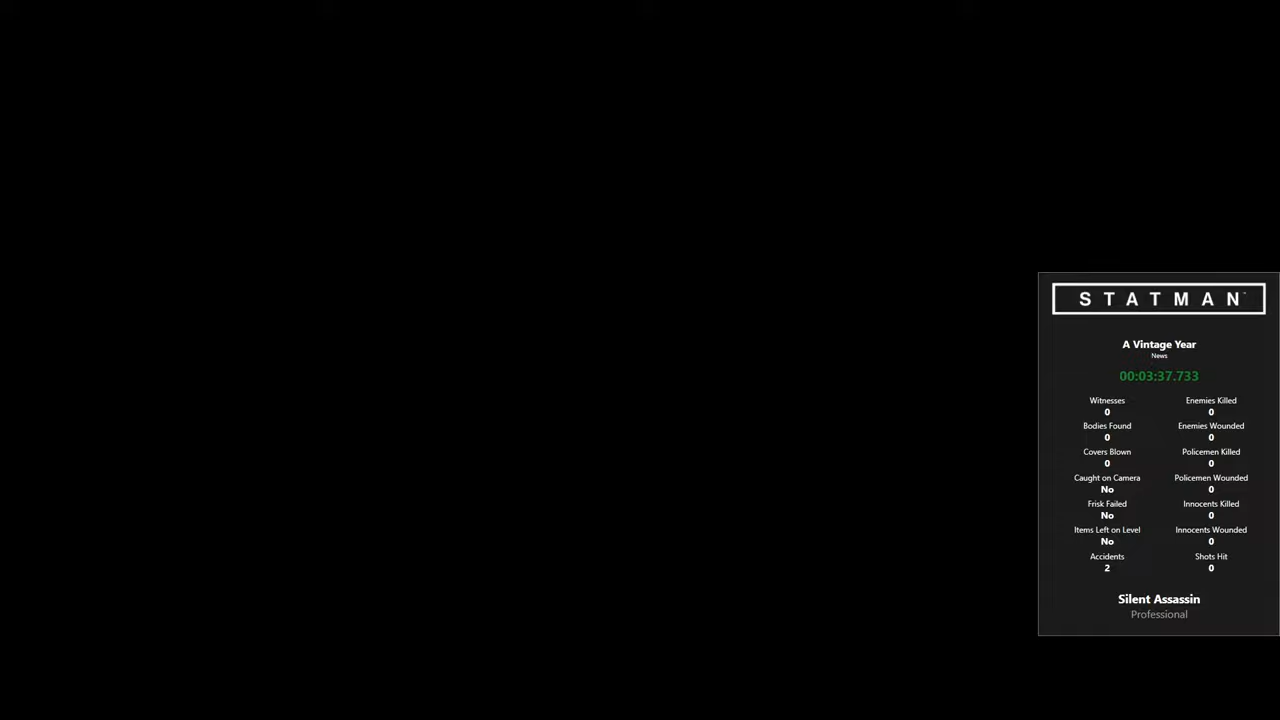 STATMAN
A Vintage Year
News
00:03:37.733
Witnesses Enemies Killed
0 0
Bodies Found Enemies Wounded
0 0
Covers Blown Policemen Killed
0 0
Caught on Camera Policemen Wounded
No 0
Frisk Failed Innocents Killed
No 0
Items Left on Level Innocents Wounded
No 0
Accidents Shots Hit
2 0
Silent Assassin
Professional